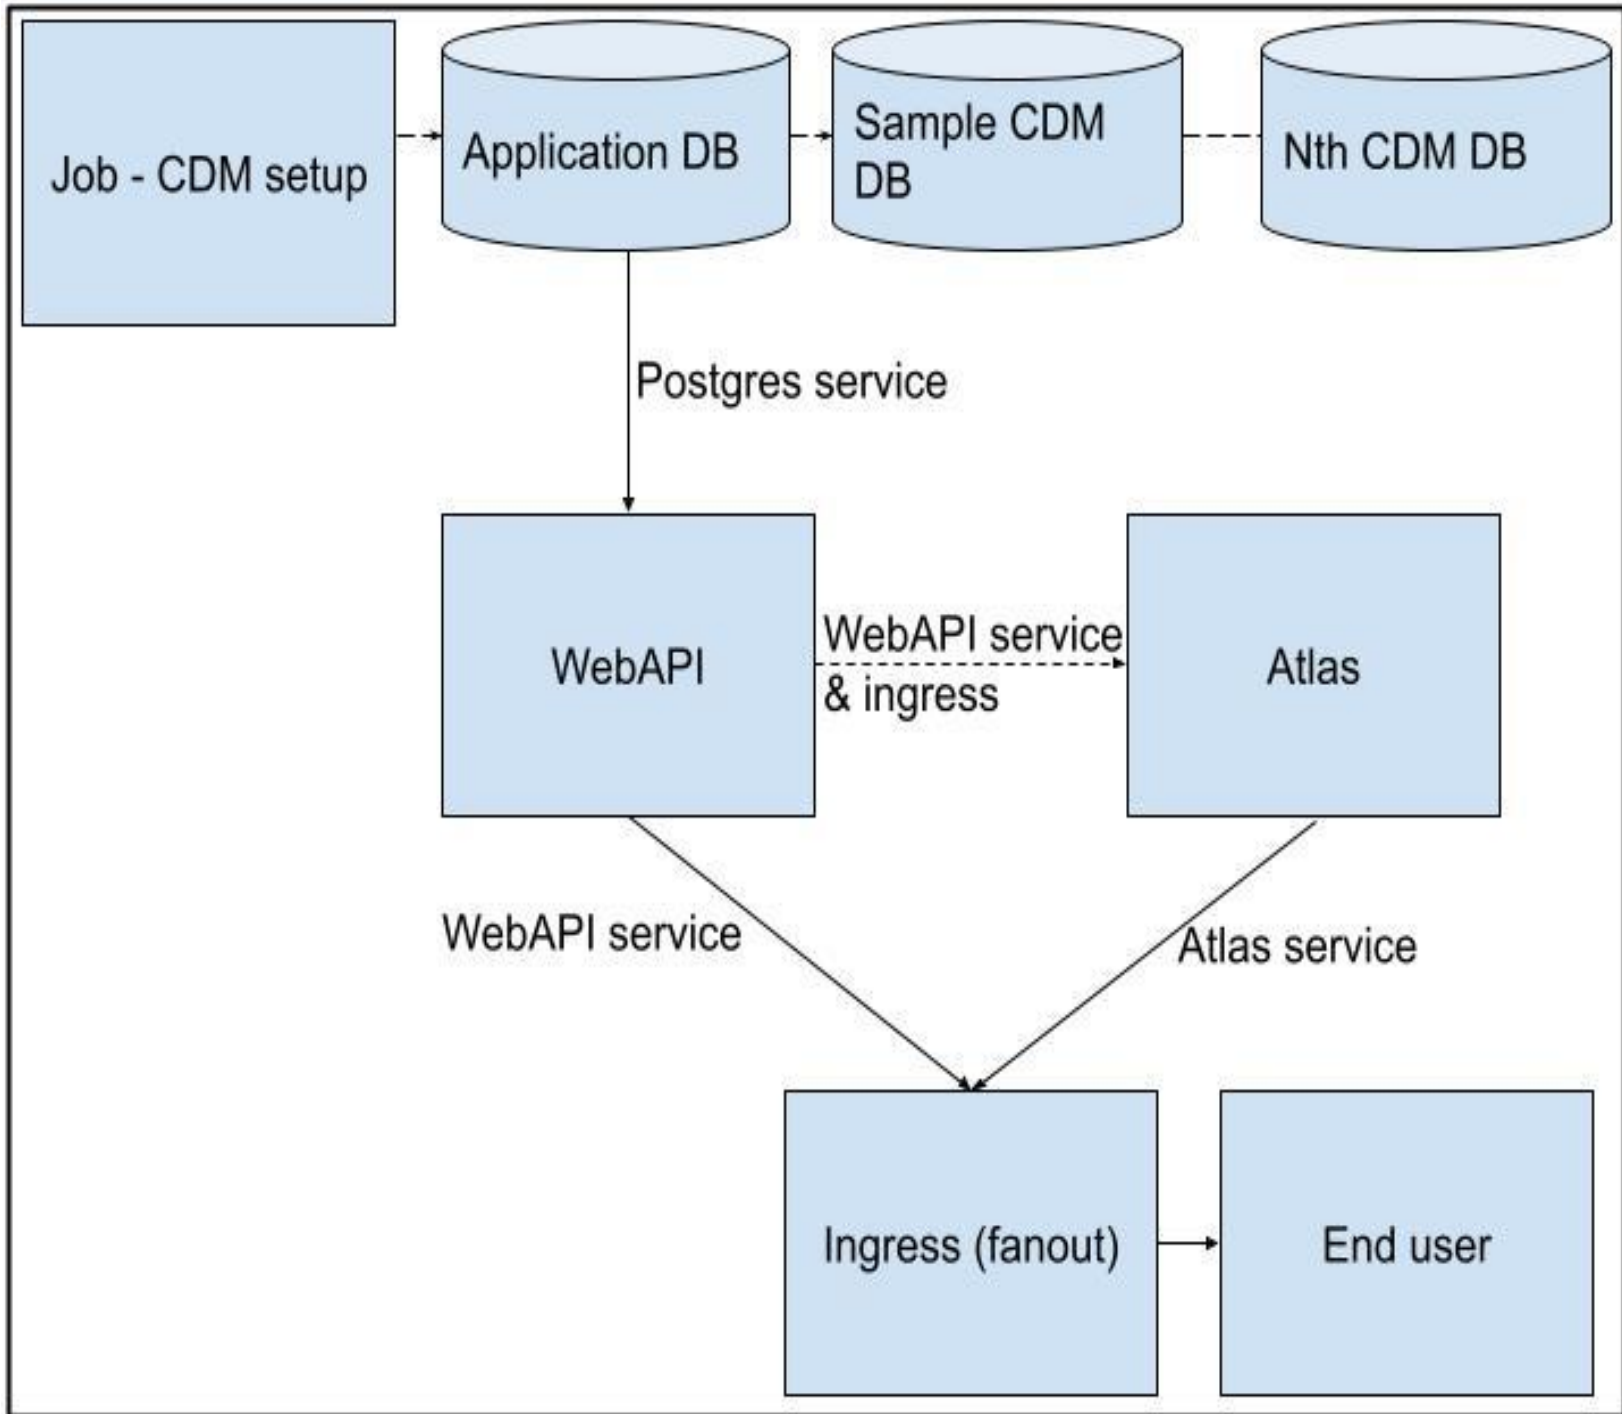 Job - CDM setup
Application DB
Sample CDM
DB
Nth CDM DB
Postgres service
WebAPI
WebAPI service
& ingress
Atlas
WebAPI service
Atlas service
Ingress (fanout)
End user